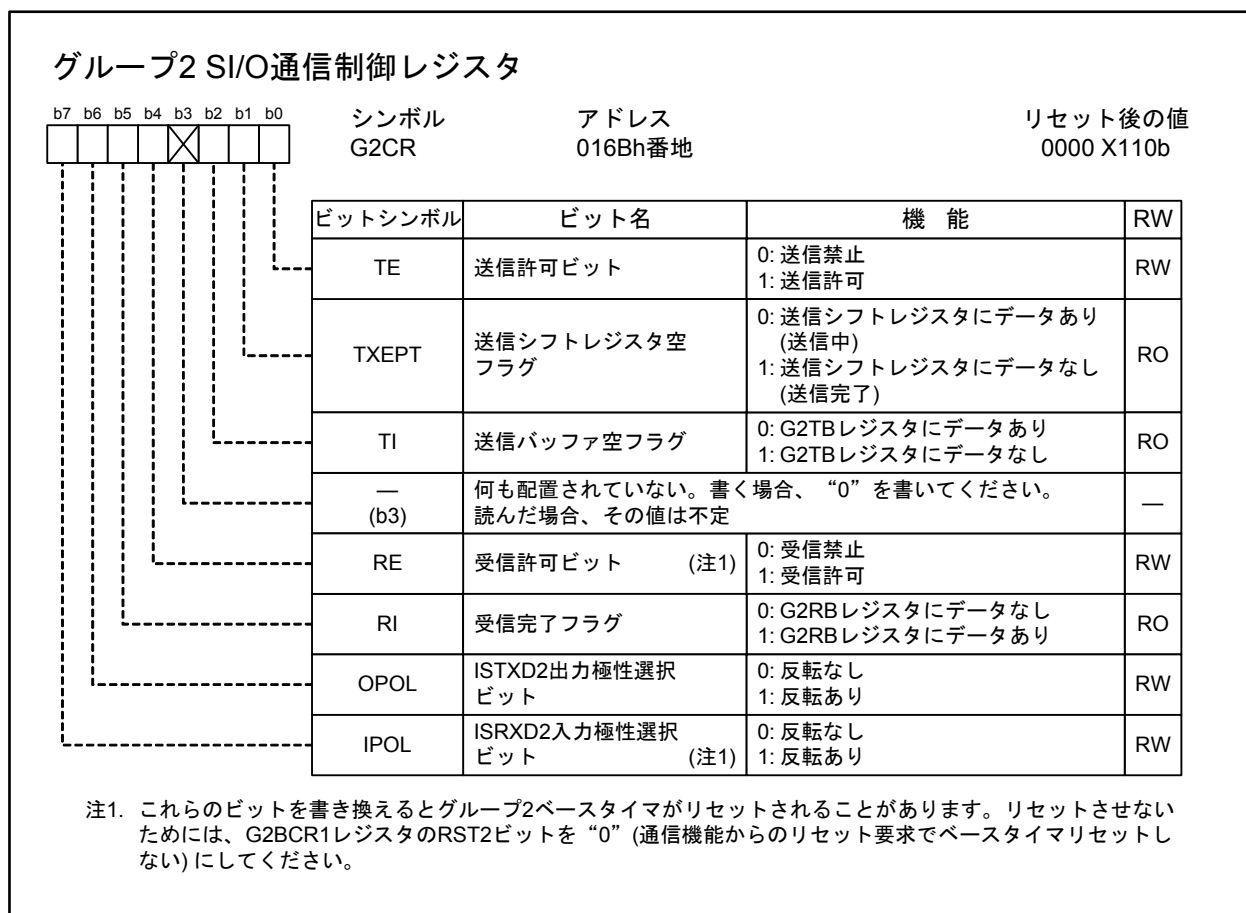 グループ2 SI/O通信制御レジスタ
b7 b6 b5 b4 b3 b2 b1 b0
シンボル アドレス リセット後の値
G2CR 016Bh番地 0000 X110b
ビットシンボル ビット名 機 能 RW
TE 送信許可ビット 0: 送信禁止
1: 送信許可 RW
TXEPT 送信シフトレジスタ空
フラグ 0: 送信シフトレジスタにデータあり
(送信中)
1: 送信シフトレジスタにデータなし
(送信完了) RO
TI 送信バッファ空フラグ 0: G2TBレジスタにデータあり
1: G2TBレジスタにデータなし RO
—
(b3) 何も配置されていない。書く場合、“0”を書いてください。
読んだ場合、その値は不定 —
RE 受信許可ビット (注1) 0: 受信禁止
1: 受信許可 RW
RI 受信完了フラグ 0: G2RBレジスタにデータなし
1: G2RBレジスタにデータあり RO
OPOL ISTXD2出力極性選択
ビット 0: 反転なし
1: 反転あり RW
IPOL ISRXD2入力極性選択
ビット (注1) 0: 反転なし
1: 反転あり RW
注1. これらのビットを書き換えるとグループ2ベースタイマがリセットされることがあります。リセットさせない
ためには、G2BCR1レジスタのRST2ビットを“0”(通信機能からのリセット要求でベースタイマリセットし
ない) にしてください。